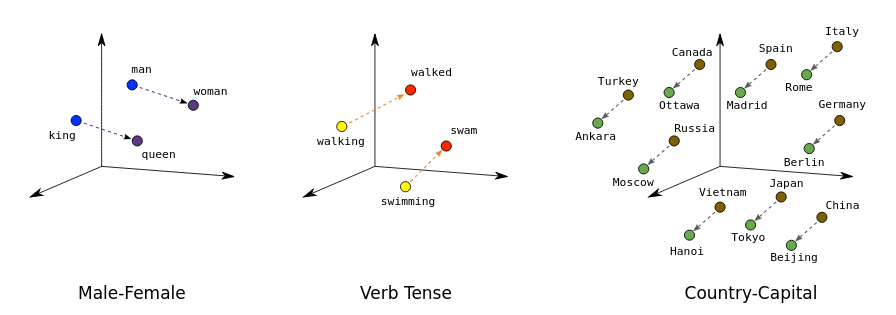 man
woman
king
queen
Male-Female
walked
walking
swam
swimming
Verb Tense
Italy
Spain
Canada
Rome
Turkey
Ottawa
Madrid
Germany
Russia
Ankara
Berlin
Moscow
Vietnam
Japan
China
Tokyo
Hanoi
Beijing
Country-Capital